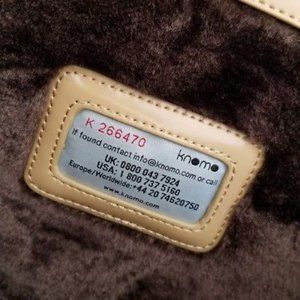 knomo
K 266470
If found contact info@knomo.com or call
UK: 0800 043 7924
USA: 1 800 737 5160
Europe/Worldwide:+44 20 74620750
www.knomo.com